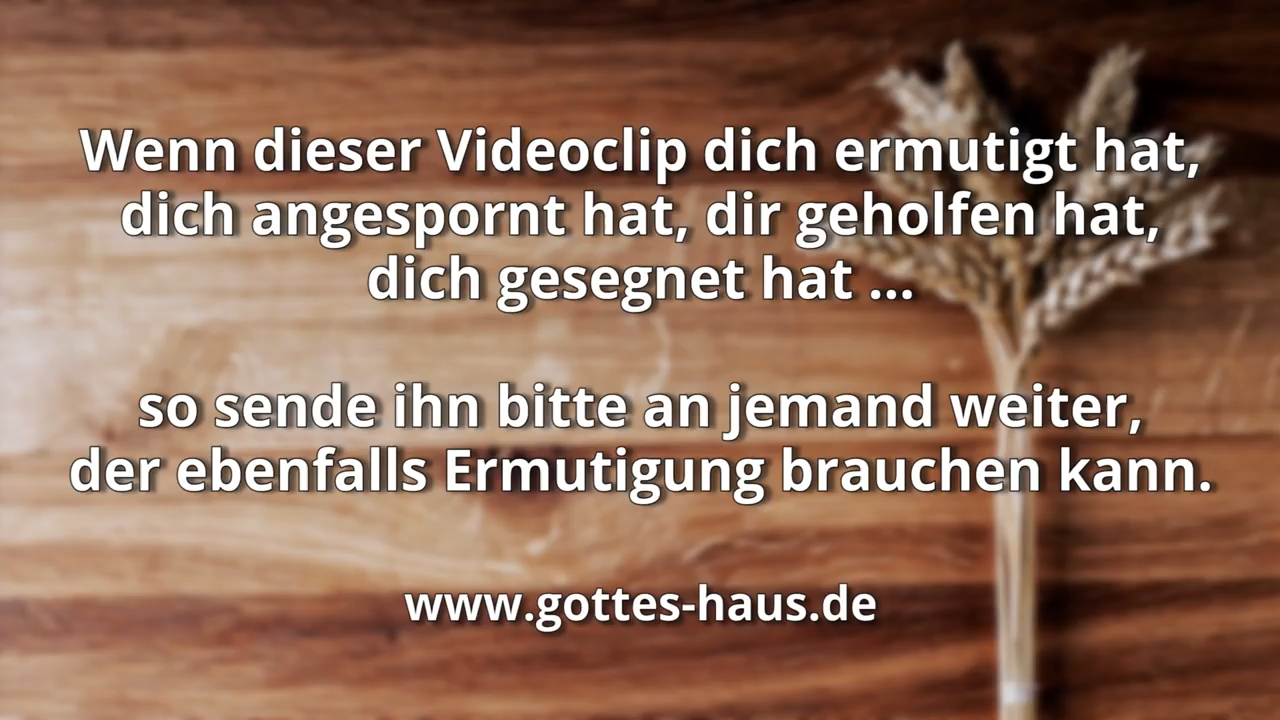 Wenn dieser Videoclip dich ermutigt hat,
dich angespornt hat, dir geholfen hat,
dich gesegnet hat ...
so sende ihn bitte an jemand weiter,
der ebenfalls Ermutigung brauchen kann.
www.gottes-haus.de